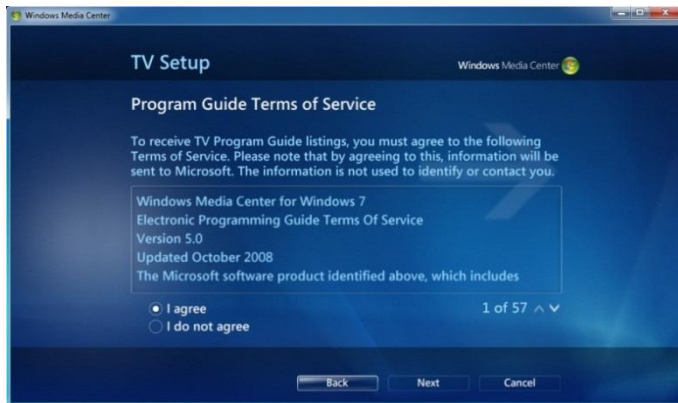 Windows Media Center
TV Setup
Windows Media Center
Program Guide Terms of Service
To receive TV Program Guide listings, you must agree to the following
Terms of Service. Please note that by agreeing to this, information will be
sent to Microsoft. The information is not used to identify or contact you.
Windows Media Center for Windows 7
Electronic Programming Guide Terms Of Service
Version 5.0
Updated October 2008
The Microsoft software product identified above, which includes
I agree
1 of 57
I do not agree
Back Next Cancel